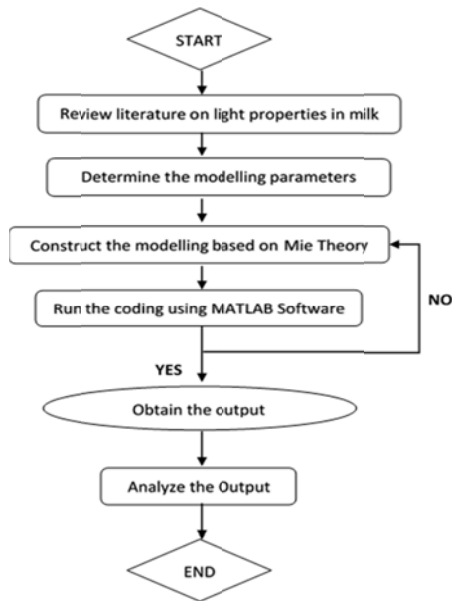 START
Review literature on light properties in milk
Determine the modelling parameters
Construct the modelling based on Mie Theory
Run the coding using MATLAB Software
NO
YES
Obtain the output
Analyze the Output
END